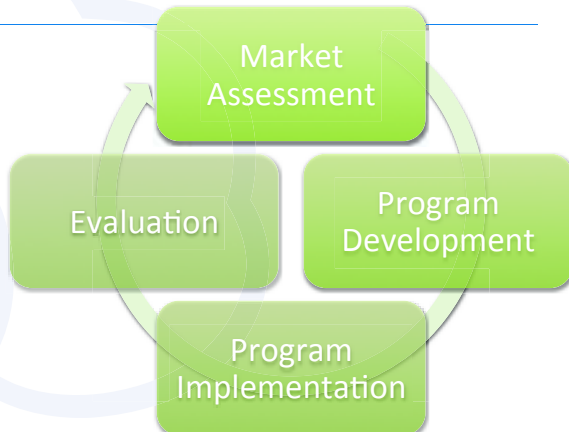 Market
Assessment
Program
Development
Program
Implementation
Evaluation